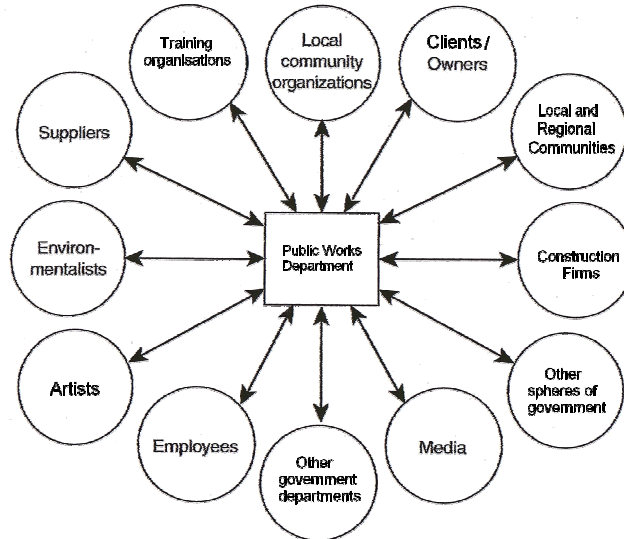 Training
organisations
Local
community
organizations
Clients /
Owners
Local and
Regional
Communities
Suppliers
Environ-
mentalists
Public Works
Department
Construction
Firms
Artists
Other
spheres of
government
Employees
Other
government
departments
Media